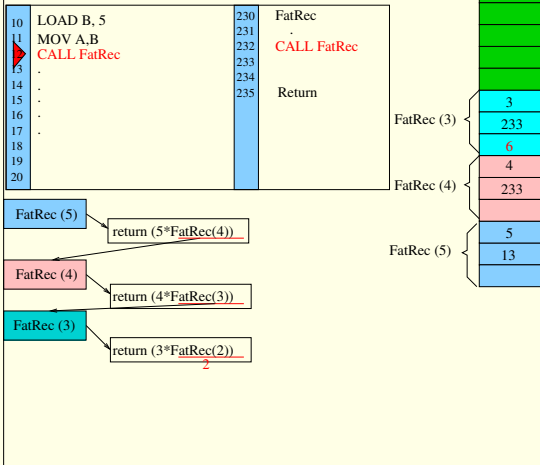 10 LOAD B, 5
11 MOV A,B
CALL FatRec
13 .
14 .
15 .
16 .
17 .
18
19
20
230 FatRec
231 .
232 CALL FatRec
233
234
235 Return
FatRec (3)
3
233
6
FatRec (4)
4
233
FatRec (5)
5
13
FatRec (5)
return (5*FatRec(4))
FatRec (4)
return (4*FatRec(3))
FatRec (3)
return (3*FatRec(2))
2